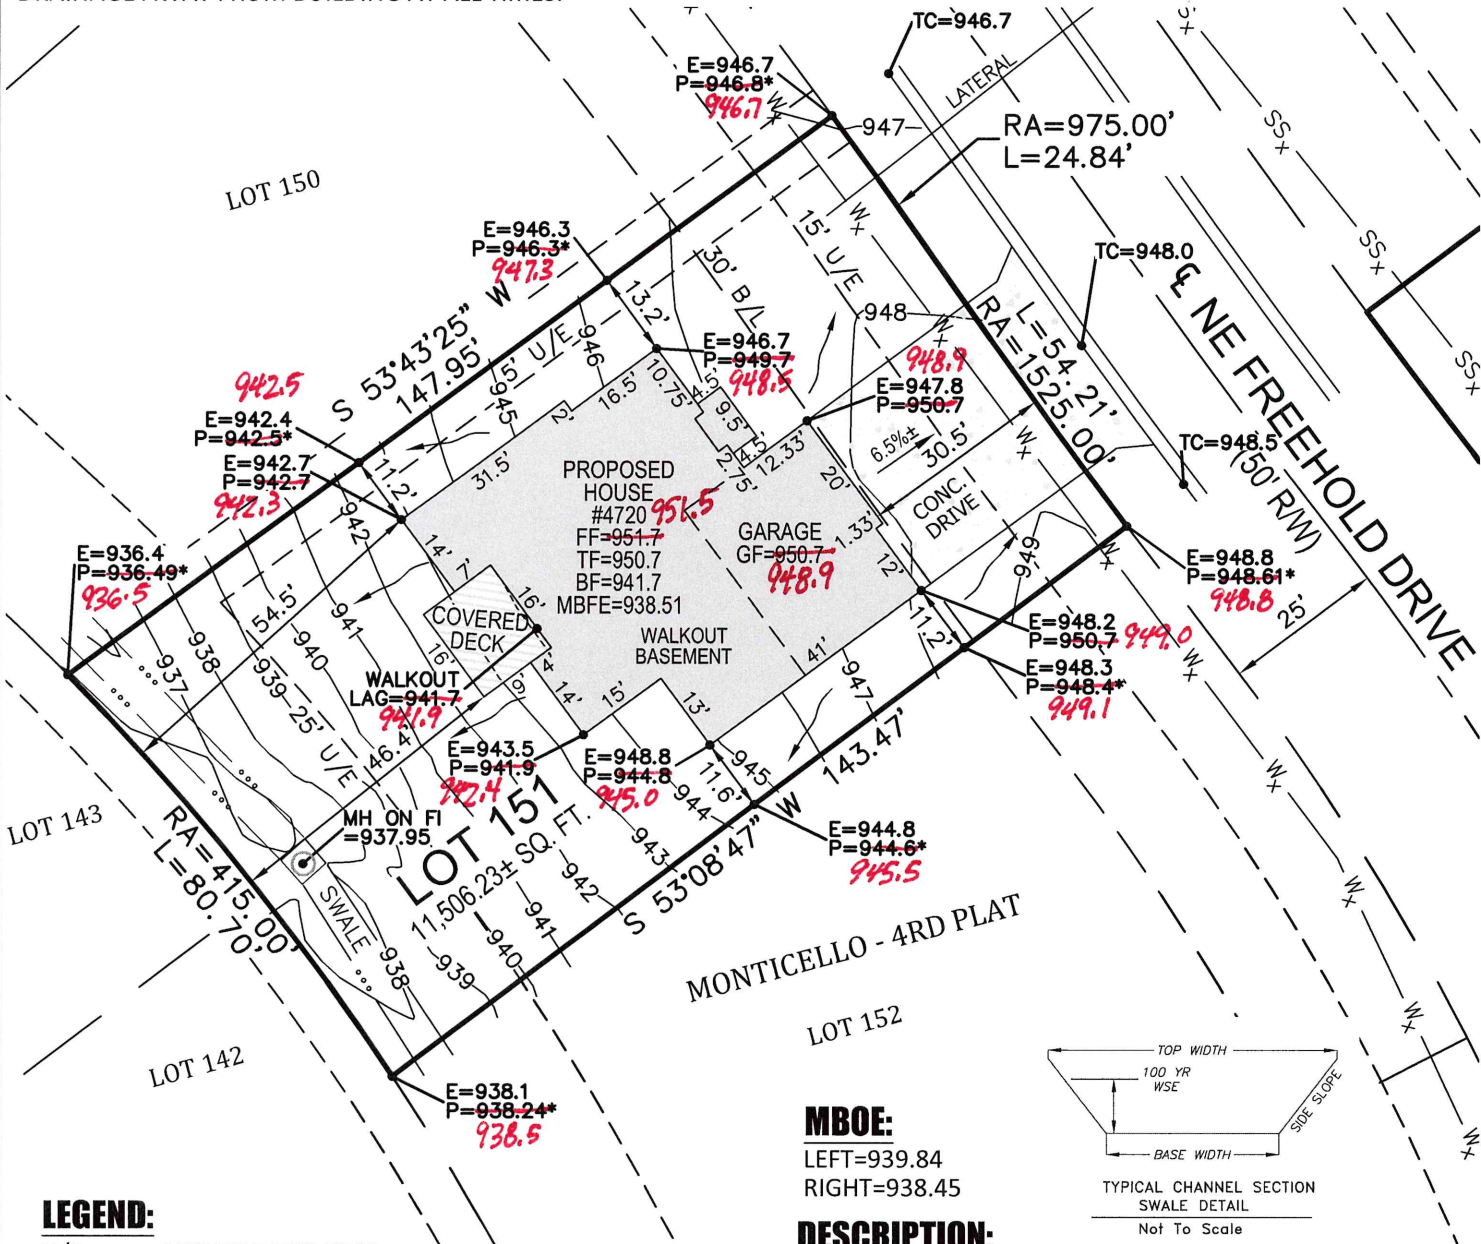 TC=946.7
E=946.7
P=946.8*
946.7
LATERAL
947
RA=975.00'
L=24.84'
SSx
LOT 150
E=946.3
P=946.3*
947.3
Wx
15' U/E
30' B/L
TC=948.0
SSx
℄ NE FREEHOLD DRIVE
(50' R/W)
S 53°43'25" W
147.95'
13.2'
946
5' U/E
945
E=946.7
P=949.7
948.5
948
948.9
E=947.8
P=950.7
L=54.21'
RA=1525.00'
SSx
942.5
E=942.4
P=942.5*
E=942.7
P=942.7
942.3
11.2'
942
31.5'
2'
16.5'
10.75'
4.5'
9.5'
4.5'
2.75'
12.33'
20'
6.5%±
30.5'
CONC.
DRIVE
TC=948.5
PROPOSED
HOUSE
#4720
951.5
FF=951.7
TF=950.7
BF=941.7
MBFE=938.51
GARAGE
GF=950.7
948.9
1.33'
12'
949
E=948.8
P=948.61*
948.8
25'
E=936.4
P=936.49*
936.5
14'
7'
16'
COVERED
DECK
16'
4'
WALKOUT
BASEMENT
41'
11.2'
E=948.2
P=950.7
949.0
E=948.3
P=948.4*
949.1
54.5'
941
940
939
938
937
25' U/E
WALKOUT
LAG=941.7
941.9
46.4'
6'
14'
15'
13'
947
E=943.5
P=941.9
942.4
E=948.8
P=944.8
945.0
11.6'
945
944
943
942
941
940
939
938
143.47'
S 53°08'47" W
E=944.8
P=944.6*
945.5
LOT 143
RA=415.00'
L=80.70'
MH ON FI
=937.95
SWALE
LOT 151
11,506.23± SQ. FT.
MONTICELLO - 4RD PLAT
LOT 152
LOT 142
E=938.1
P=938.24*
938.5
MBOE:
LEFT=939.84
RIGHT=938.45
TOP WIDTH
100 YR
WSE
SIDE SLOPE
BASE WIDTH
TYPICAL CHANNEL SECTION
SWALE DETAIL
Not To Scale
LEGEND:
DESCRIPTION: